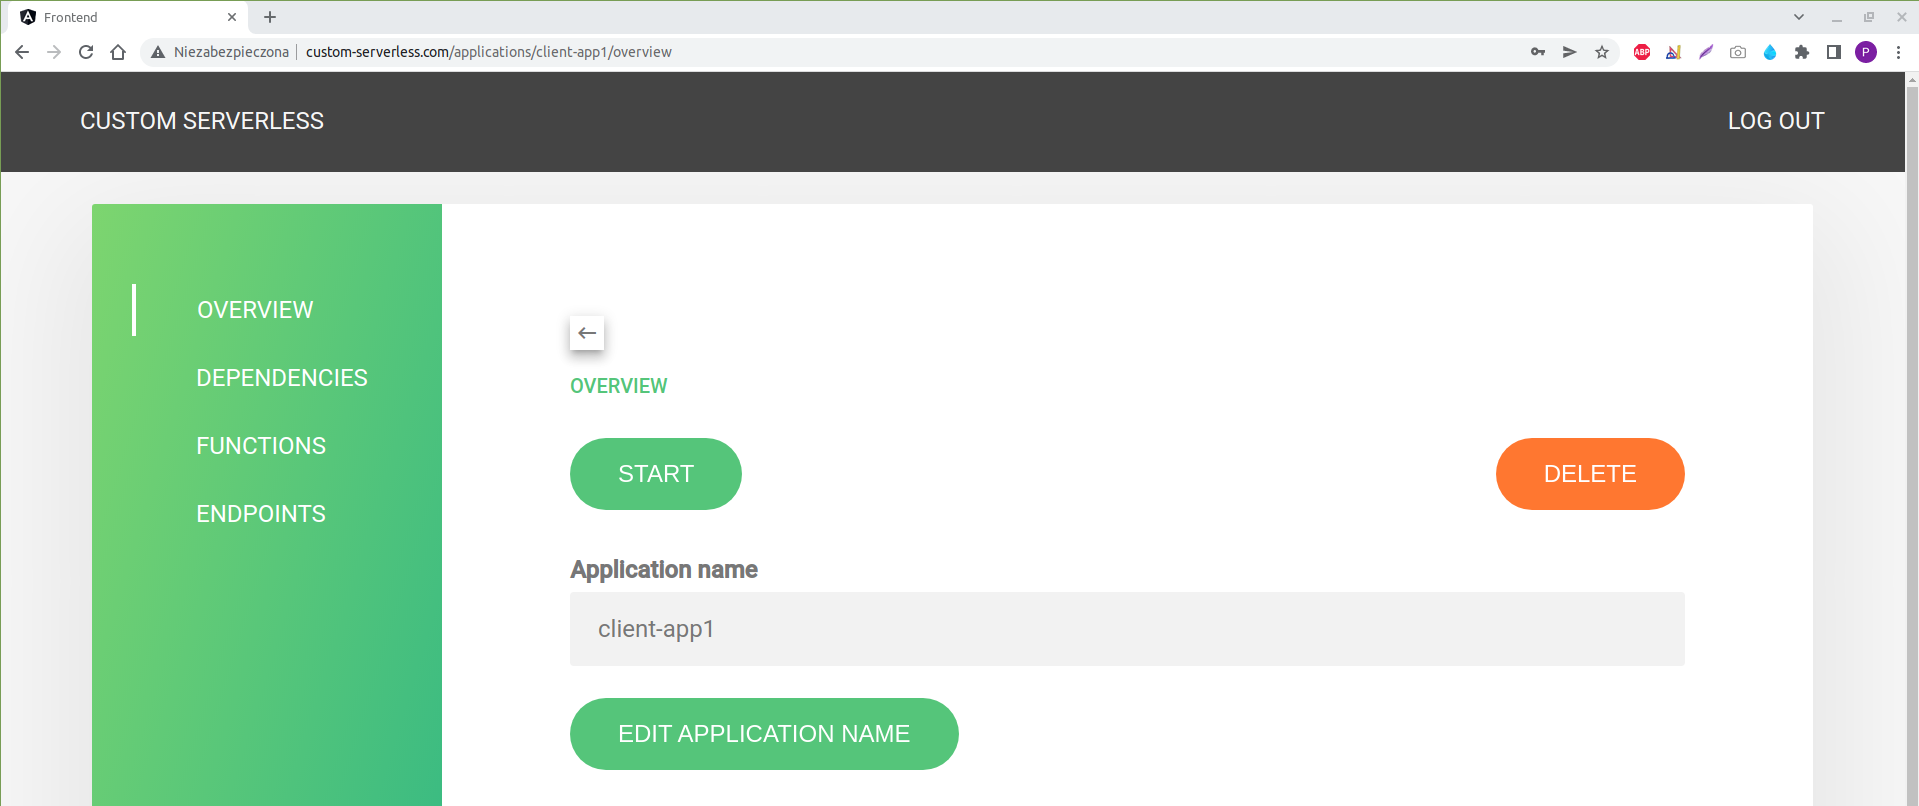 Frontend
Niezabezpieczona | custom-serverless.com/applications/client-app1/overview
ABP
P
CUSTOM SERVERLESS
LOG OUT
OVERVIEW
DEPENDENCIES
FUNCTIONS
ENDPOINTS
OVERVIEW
START
DELETE
Application name
client-app1
EDIT APPLICATION NAME